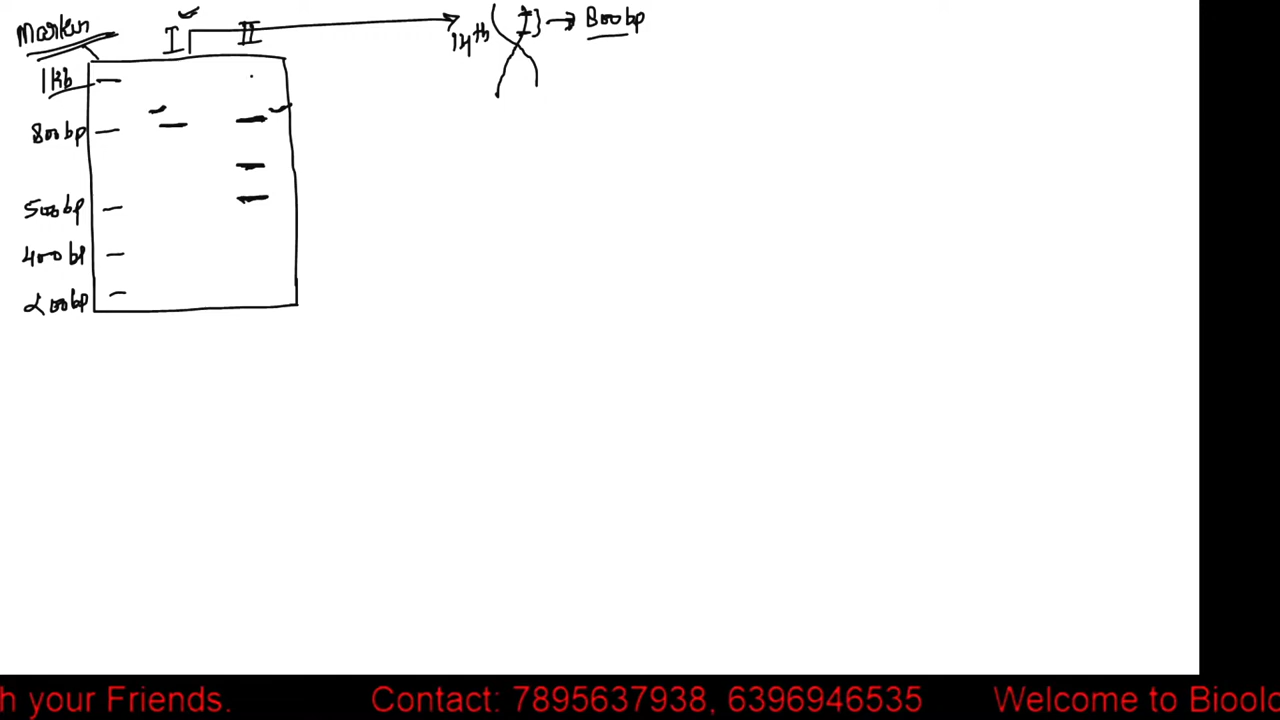 Marker
I
II
14th
I} → 800bp
1kb
800bp
500bp
400bp
200bp
h your Friends. Contact: 7895637938, 6396946535 Welcome to Bioolo